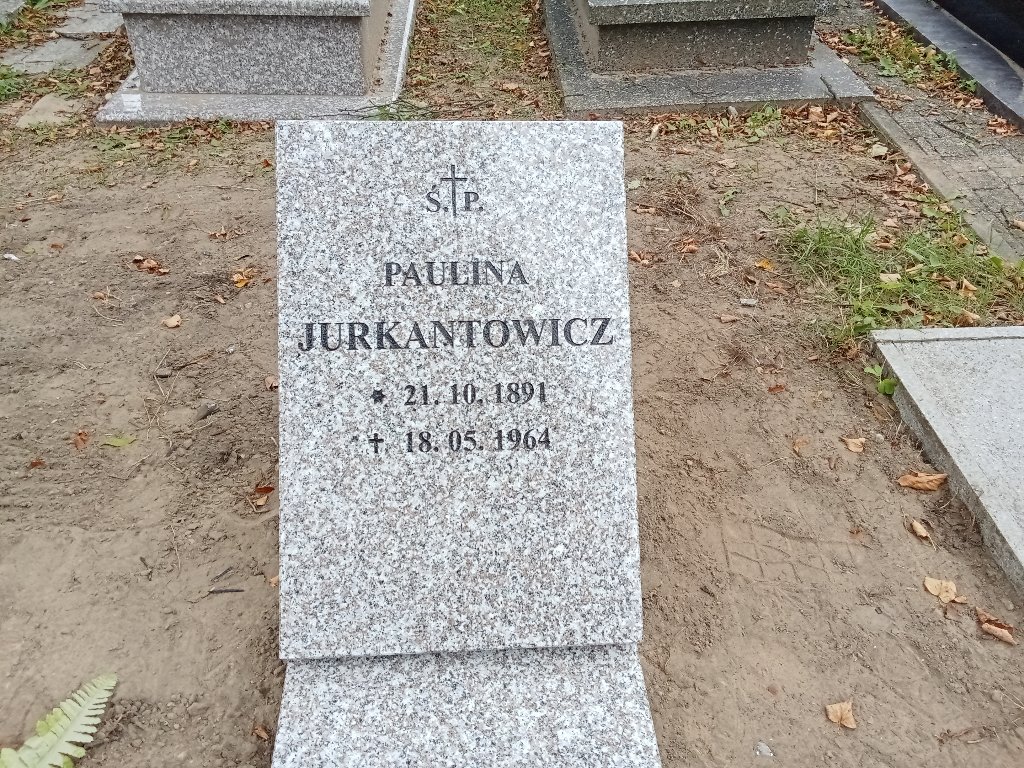 Ś.†P.
PAULINA
JURKANTOWICZ
* 21. 10. 1891
† 18. 05. 1964